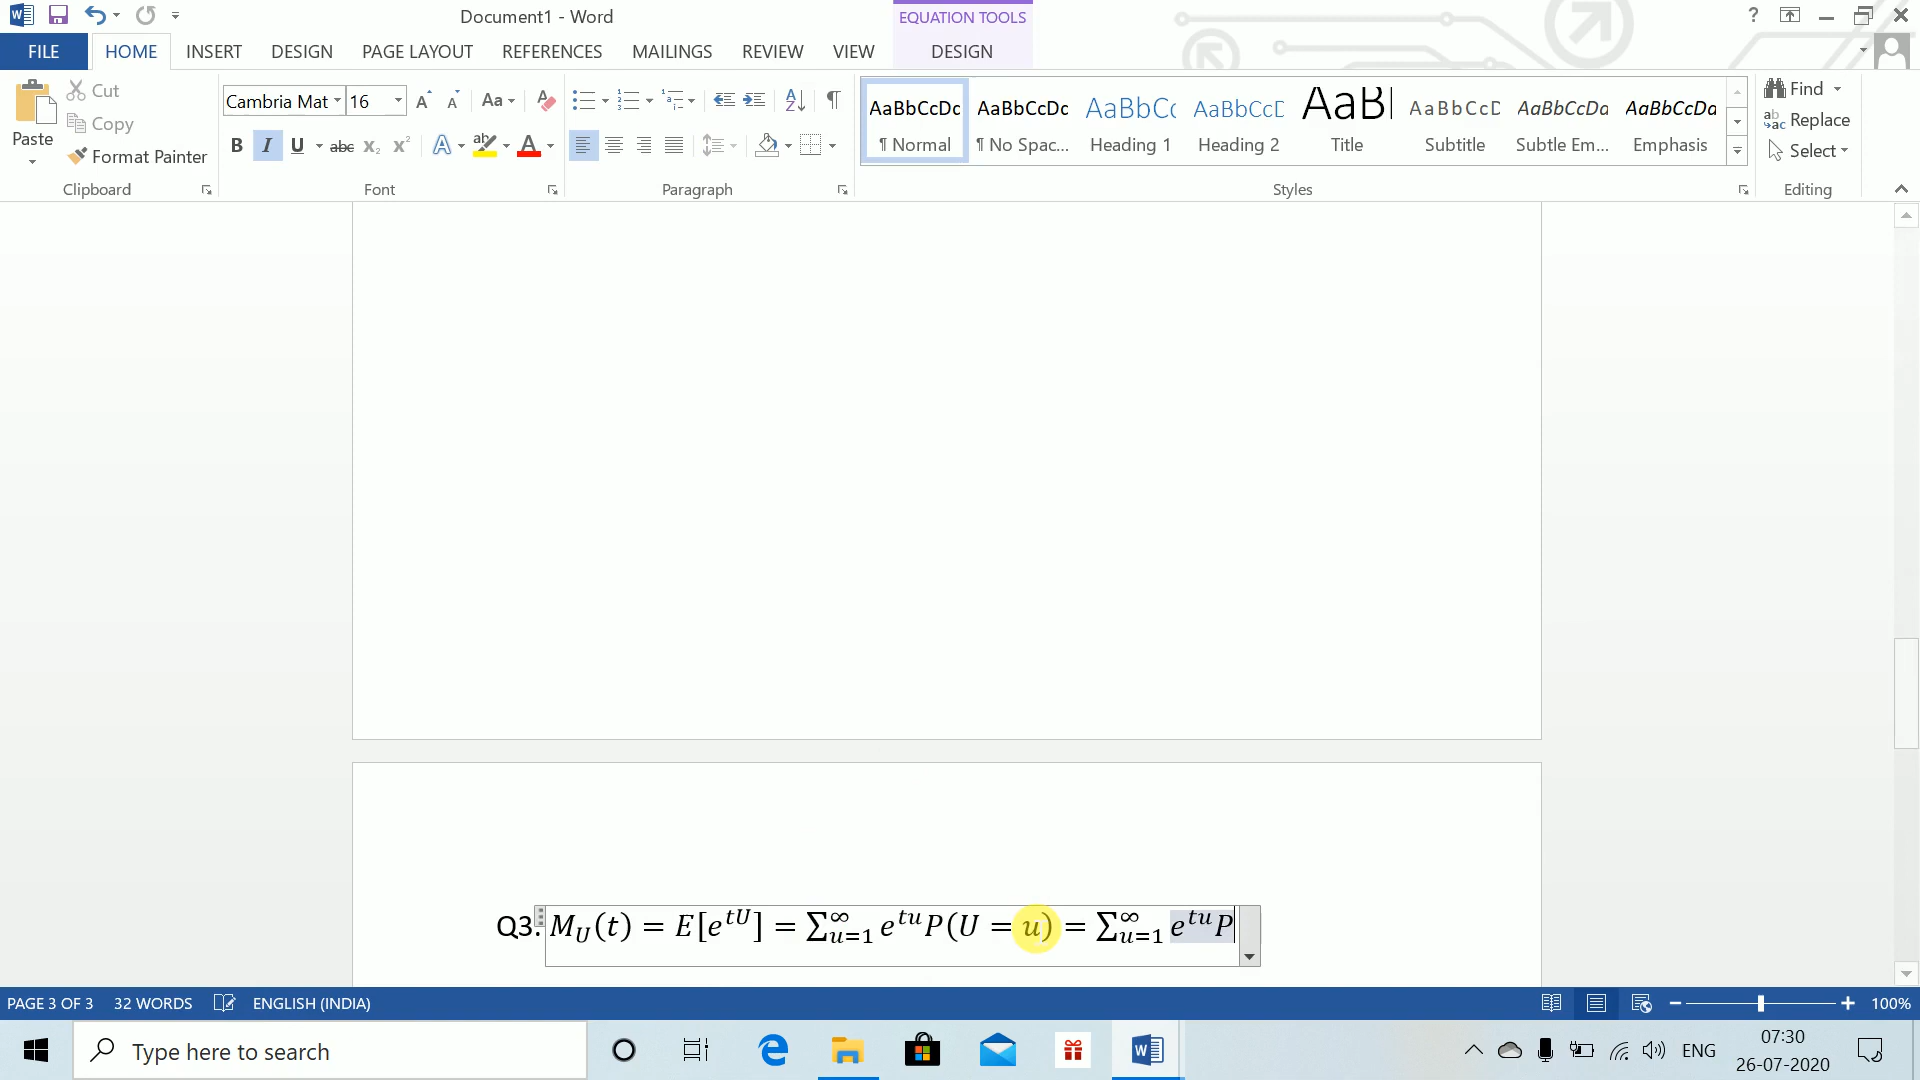 Document1 - Word
EQUATION TOOLS
?
FILE HOME INSERT DESIGN PAGE LAYOUT REFERENCES MAILINGS REVIEW VIEW DESIGN
Paste
Cut
Copy
Format Painter
Clipboard
Cambria Mat 16
Font
Paragraph
AaBbCcDc AaBbCcDc AaBbCc AaBbCcD AaBl AaBbCcD AaBbCcDa AaBbCcDa
¶ Normal ¶ No Spac... Heading 1 Heading 2 Title Subtitle Subtle Em... Emphasis
Styles
Find
Replace
Select
Editing
Q3. M_U(t) = E[e^{tU}] = ∑_{u=1}^{∞} e^{tu}P(U = u) = ∑_{u=1}^{∞} e^{tu}P
PAGE 3 OF 3 32 WORDS ENGLISH (INDIA) 100%
Type here to search
ENG
07:30
26-07-2020